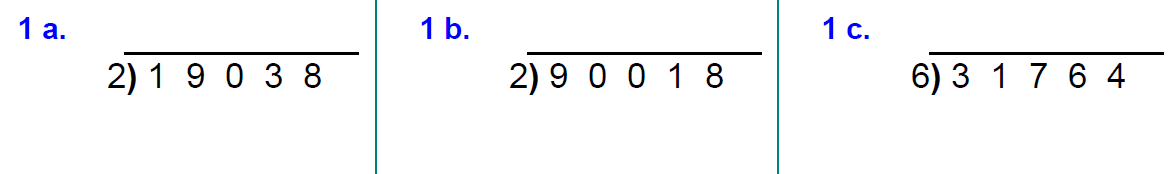 1 a.
2) 1 9 0 3 8
1 b.
2) 9 0 0 1 8
1 c.
6) 3 1 7 6 4